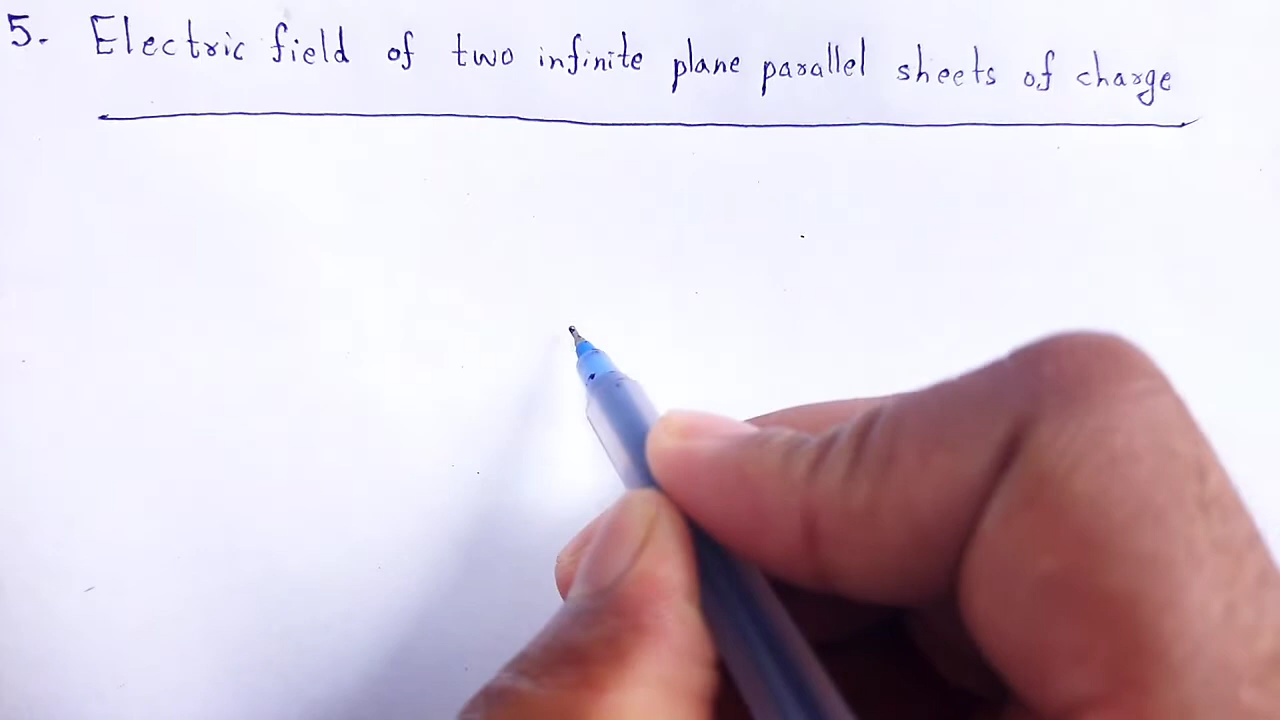 5. Electric field of two infinite plane parallel sheets of charge